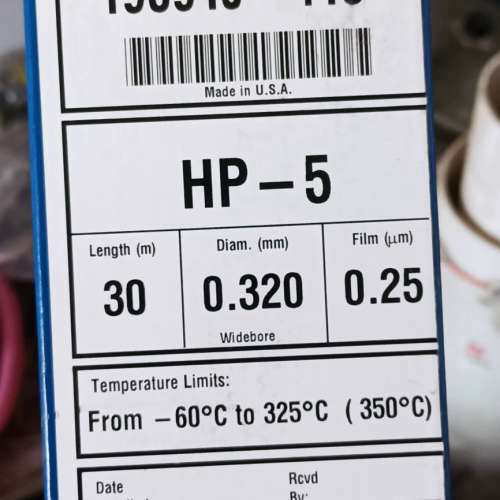 Made in U.S.A.
HP-5
Length (m) Diam. (mm) Film (μm)
30 0.320 0.25
Widebore
Temperature Limits:
From -60°C to 325°C (350°C)
Date Rcvd
By: